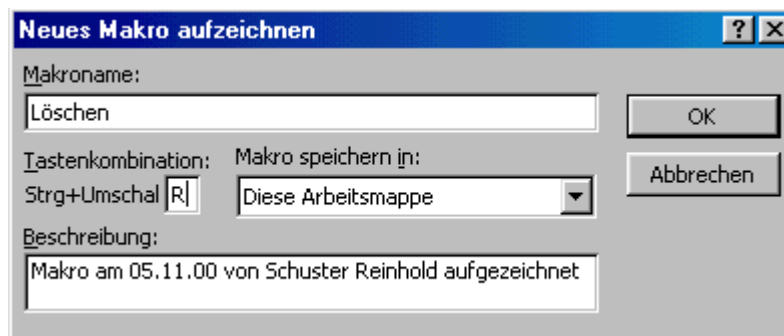 Neues Makro aufzeichnen
Makroname:
Löschen
OK
Tastenkombination: Makro speichern in:
Strg+Umschal R Diese Arbeitsmappe
Abbrechen
Beschreibung:
Makro am 05.11.00 von Schuster Reinhold aufgezeichnet